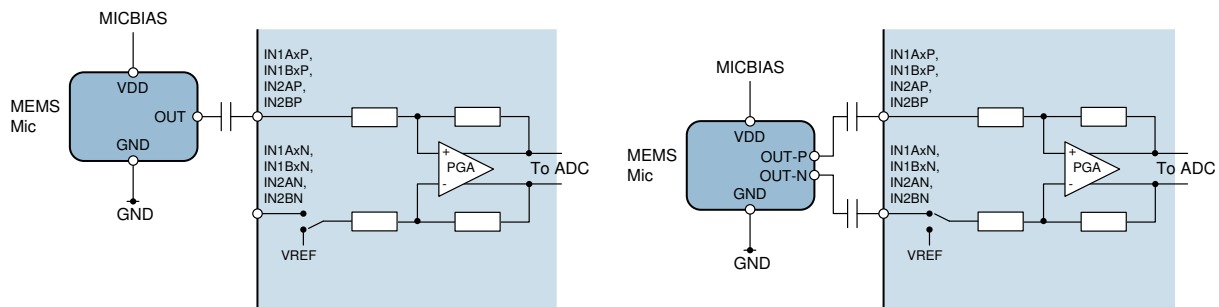 MICBIAS
VDD
MEMS
Mic
OUT
GND
GND
IN1AxP,
IN1BxP,
IN2AP,
IN2BP
IN1AxN,
IN1BxN,
IN2AN,
IN2BN
VREF
+
PGA
-
To ADC
MICBIAS
VDD
MEMS
Mic
OUT-P
OUT-N
GND
GND
IN1AxP,
IN1BxP,
IN2AP,
IN2BP
IN1AxN,
IN1BxN,
IN2AN,
IN2BN
VREF
+
PGA
-
To ADC